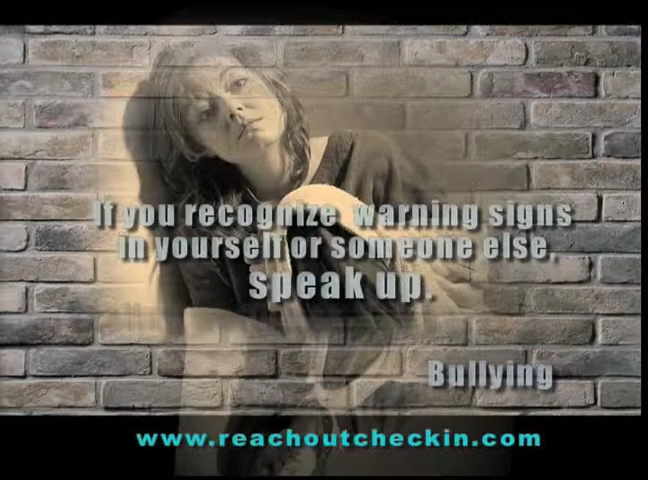 If you recognize warning signs
in yourself or someone else,
speak up.
Bullying
www.reachoutcheckin.com